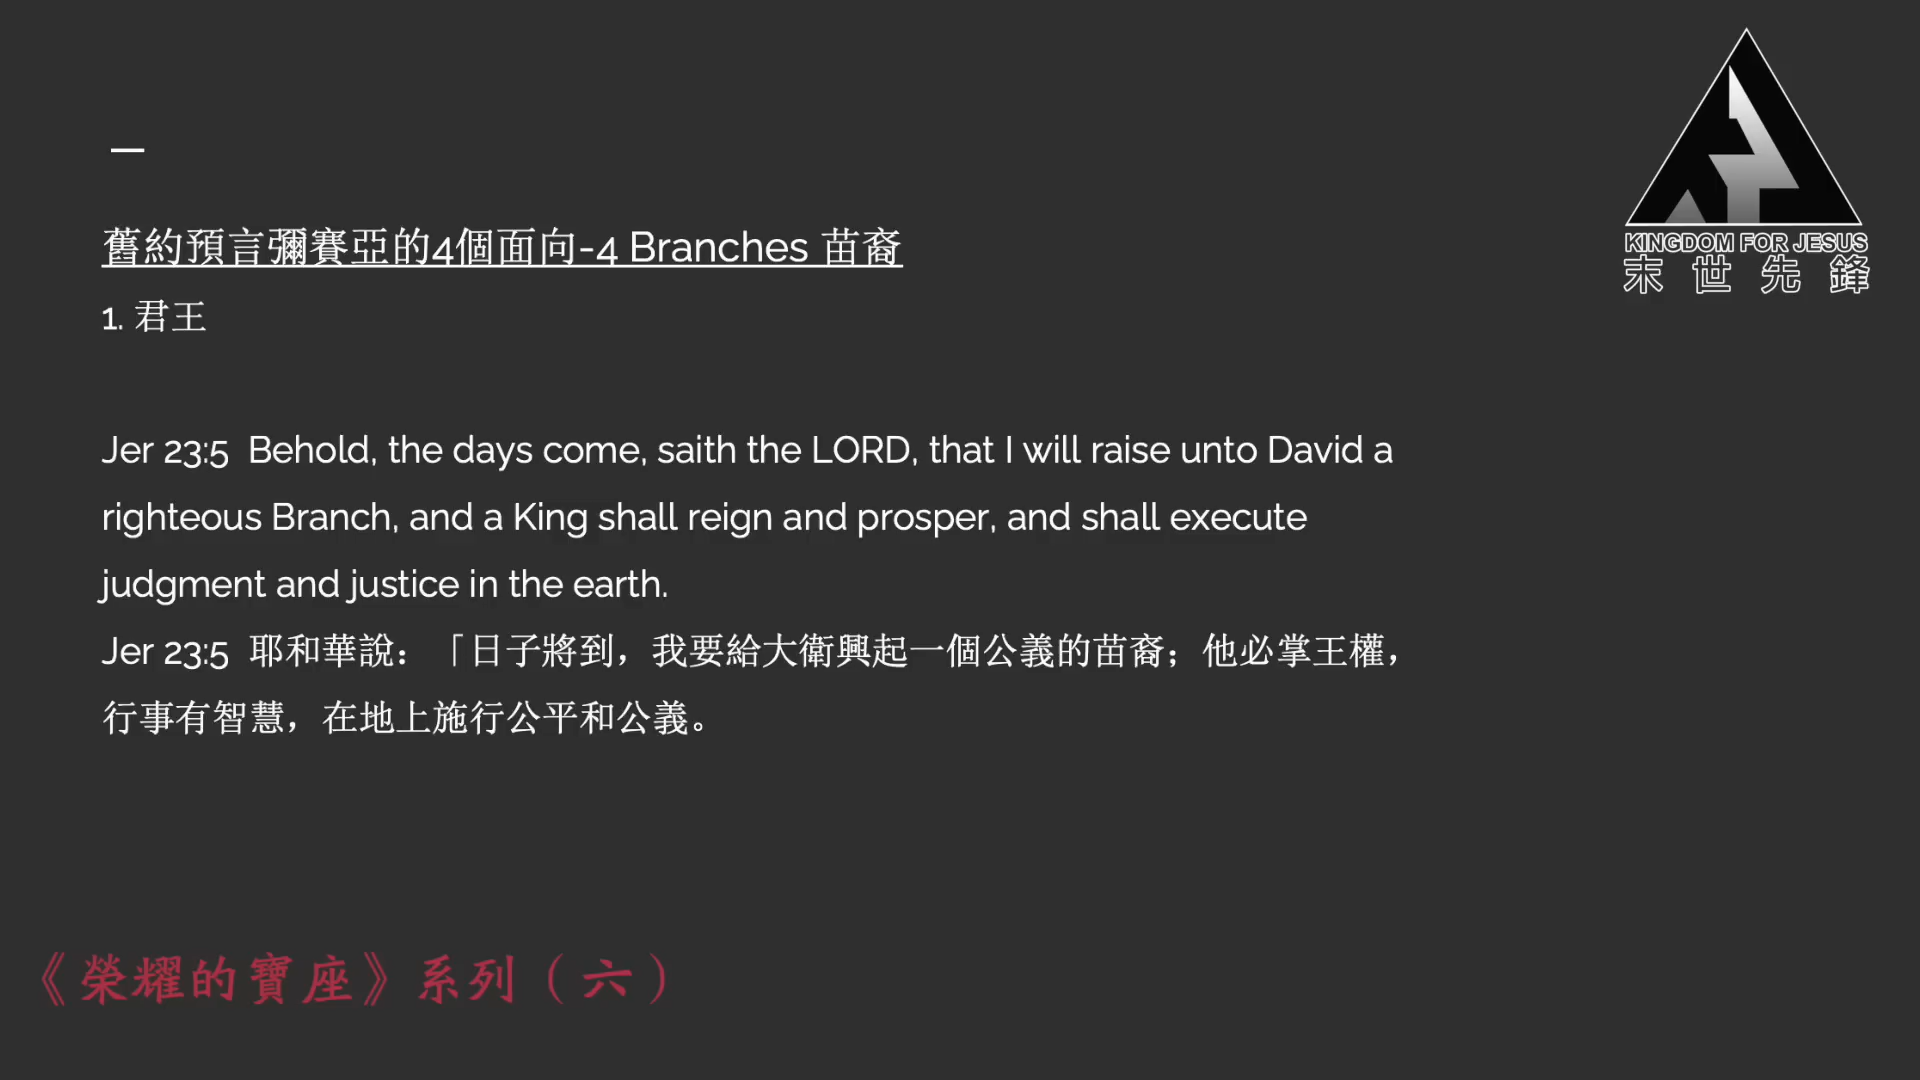 舊約預言彌賽亞的4個面向-4 Branches 苗裔
1. 君王
Jer 23:5  Behold, the days come, saith the LORD, that I will raise unto David a
righteous Branch, and a King shall reign and prosper, and shall execute
judgment and justice in the earth.
Jer 23:5  耶和華說：「日子將到，我要給大衛興起一個公義的苗裔；他必掌王權，
行事有智慧，在地上施行公平和公義。
KINGDOM FOR JESUS
末世先鋒
《榮耀的寶座》系列（六）